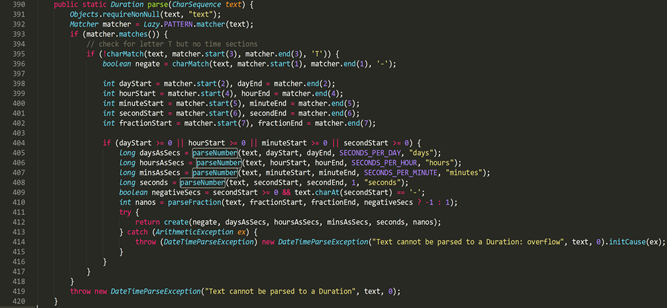 390 public static Duration parse(CharSequence text) {
391 Objects.requireNonNull(text, "text");
392 Matcher matcher = Lazy.PATTERN.matcher(text);
393 if (matcher.matches()) {
394 // check for letter T but no time sections
395 if (!charMatch(text, matcher.start(3), matcher.end(3), 'T')) {
396 boolean negate = charMatch(text, matcher.start(1), matcher.end(1), '-');
397
398 int dayStart = matcher.start(2), dayEnd = matcher.end(2);
399 int hourStart = matcher.start(4), hourEnd = matcher.end(4);
400 int minuteStart = matcher.start(5), minuteEnd = matcher.end(5);
401 int secondStart = matcher.start(6), secondEnd = matcher.end(6);
402 int fractionStart = matcher.start(7), fractionEnd = matcher.end(7);
403
404 if (dayStart >= 0 || hourStart >= 0 || minuteStart >= 0 || secondStart >= 0) {
405 long daysAsSecs = parseNumber(text, dayStart, dayEnd, SECONDS_PER_DAY, "days");
406 long hoursAsSecs = parseNumber(text, hourStart, hourEnd, SECONDS_PER_HOUR, "hours");
407 long minsAsSecs = parseNumber(text, minuteStart, minuteEnd, SECONDS_PER_MINUTE, "minutes");
408 long seconds = parseNumber(text, secondStart, secondEnd, 1, "seconds");
409 boolean negativeSecs = secondStart >= 0 && text.charAt(secondStart) == '-';
410 int nanos = parseFraction(text, fractionStart, fractionEnd, negativeSecs ? -1 : 1);
411 try {
412 return create(negate, daysAsSecs, hoursAsSecs, minsAsSecs, seconds, nanos);
413 } catch (ArithmeticException ex) {
414 throw (DateTimeParseException) new DateTimeParseException("Text cannot be parsed to a Duration: overflow", text, 0).initCause(ex);
415 }
416 }
417 }
418 }
419 throw new DateTimeParseException("Text cannot be parsed to a Duration", text, 0);
420 }